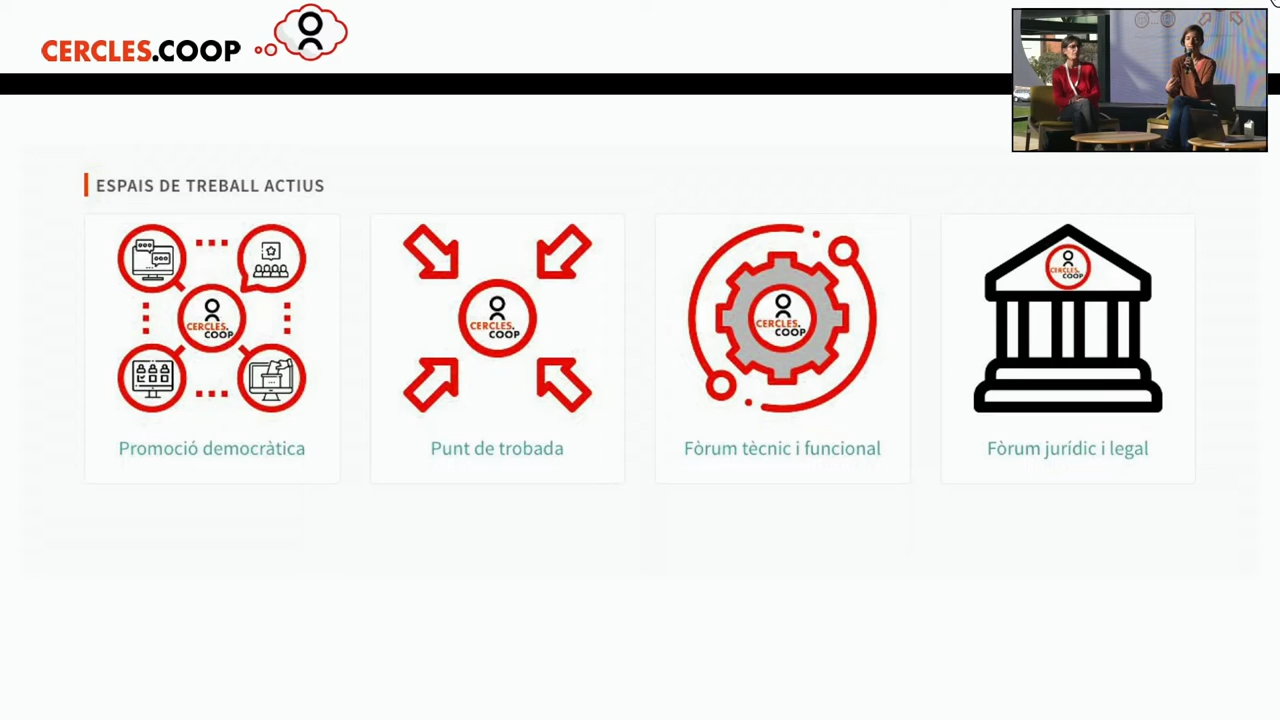 CERCLES.COOP
ESPAIS DE TREBALL ACTIUS
CERCLES.
COOP
CERCLES.
COOP
CERCLES.
COOP
CERCLES.
COOP
Promoció democràtica
Punt de trobada
Fòrum tècnic i funcional
Fòrum jurídic i legal